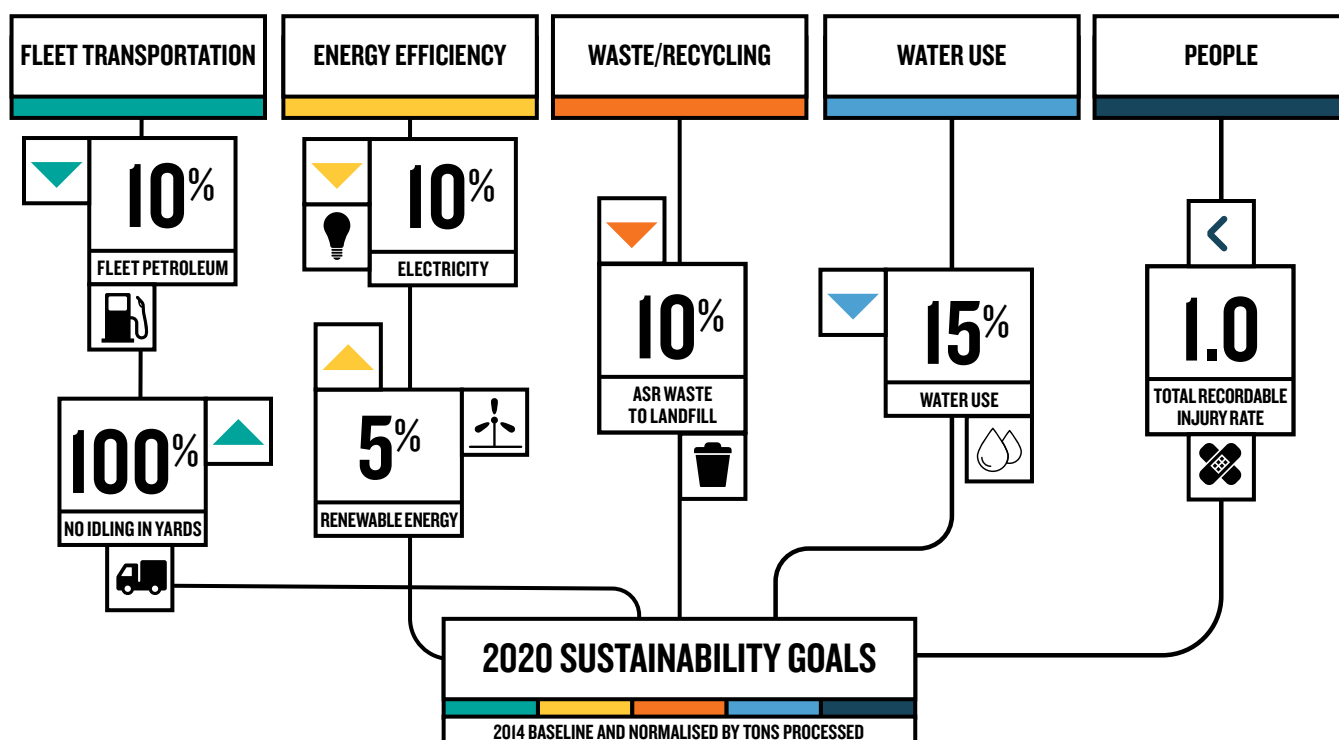 FLEET TRANSPORTATION
ENERGY EFFICIENCY
WASTE/RECYCLING
WATER USE
PEOPLE
10%
FLEET PETROLEUM
100%
NO IDLING IN YARDS
10%
ELECTRICITY
5%
RENEWABLE ENERGY
10%
ASR WASTE
TO LANDFILL
15%
WATER USE
<
1.0
TOTAL RECORDABLE
INJURY RATE
2020 SUSTAINABILITY GOALS
2014 BASELINE AND NORMALISED BY TONS PROCESSED